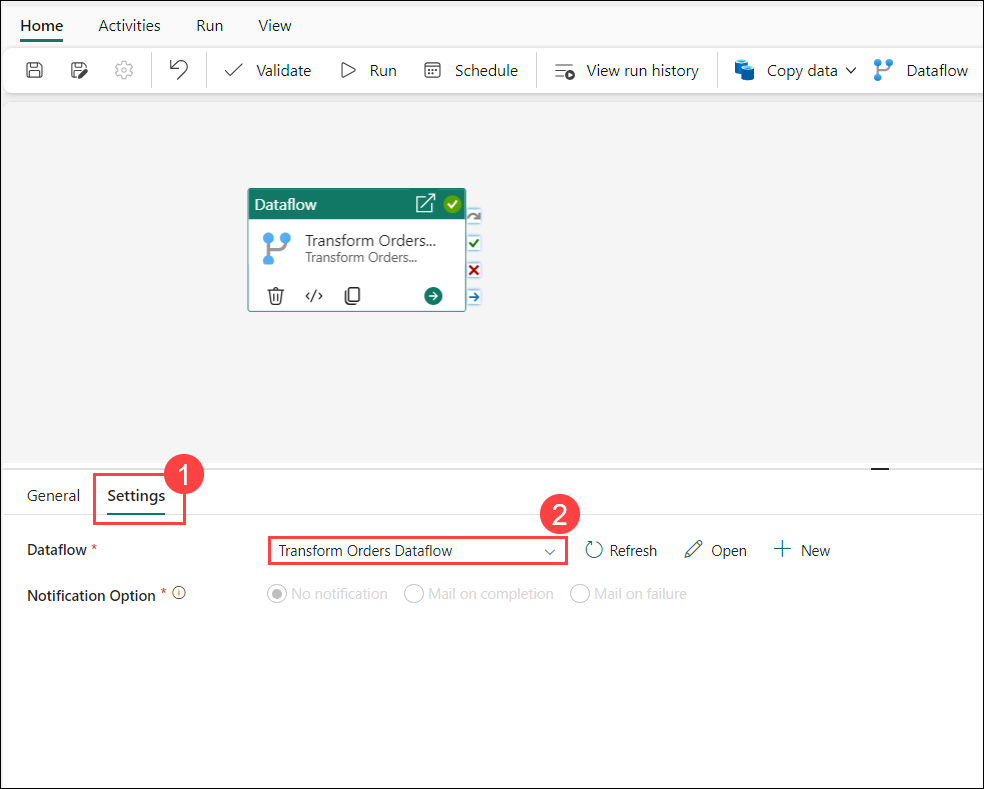 Home Activities Run View
Validate Run Schedule View run history Copy data Dataflow
Dataflow
Transform Orders...
Transform Orders...
1
General Settings
2
Dataflow * Transform Orders Dataflow Refresh Open New
Notification Option * No notification Mail on completion Mail on failure